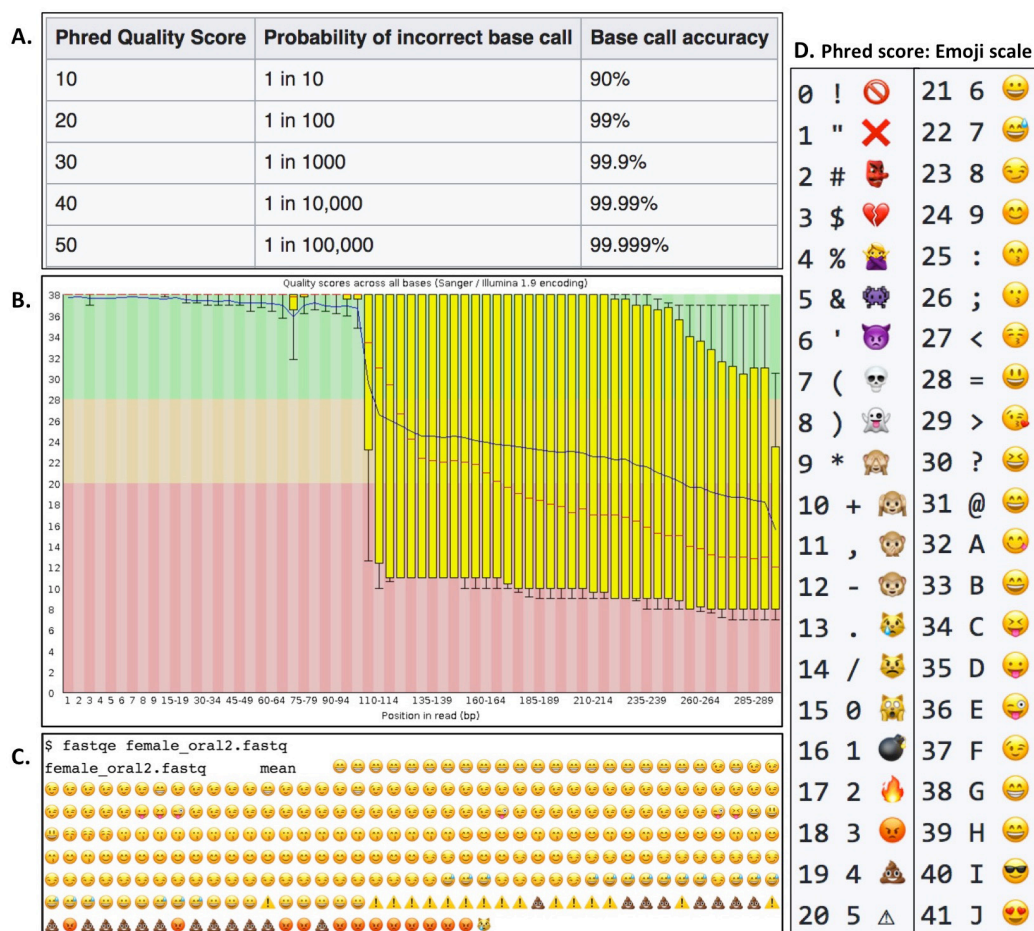 A.
Phred Quality Score Probability of incorrect base call Base call accuracy
10 1 in 10 90%
20 1 in 100 99%
30 1 in 1000 99.9%
40 1 in 10,000 99.99%
50 1 in 100,000 99.999%
B.
Quality scores across all bases (Sanger / Illumina 1.9 encoding)
38
36
34
32
30
28
26
24
22
20
18
16
14
12
10
8
6
4
2
0
1 2 3 4 5 6 7 8 9 15-19 30-34 45-49 60-64 75-79 90-94 110-114 135-139 160-164 185-189 210-214 235-239 260-264 285-289
Position in read (bp)
C.
$ fastqe female_oral2.fastq
female_oral2.fastq mean
D. Phred score: Emoji scale
0 ! 🚫
1 " ❌
2 # 👺
3 $ 💔
4 % 🙅
5 & 👾
6 ' 👿
7 ( 💀
8 ) 👻
9 * 🙈
10 + 🙉
11 , 🙊
12 - 🐵
13 . 😿
14 / 😾
15 0 🙀
16 1 💣
17 2 🔥
18 3 😡
19 4 💩
20 5 ⚠
21 6 😀
22 7 😅
23 8 😏
24 9 😊
25 : 😙
26 ; 😗
27 < 😚
28 = 😃
29 > 😘
30 ? 😆
31 @ 😄
32 A 😋
33 B 😄
34 C 😝
35 D 😛
36 E 😜
37 F 😉
38 G 😁
39 H 😄
40 I 😎
41 J 😍